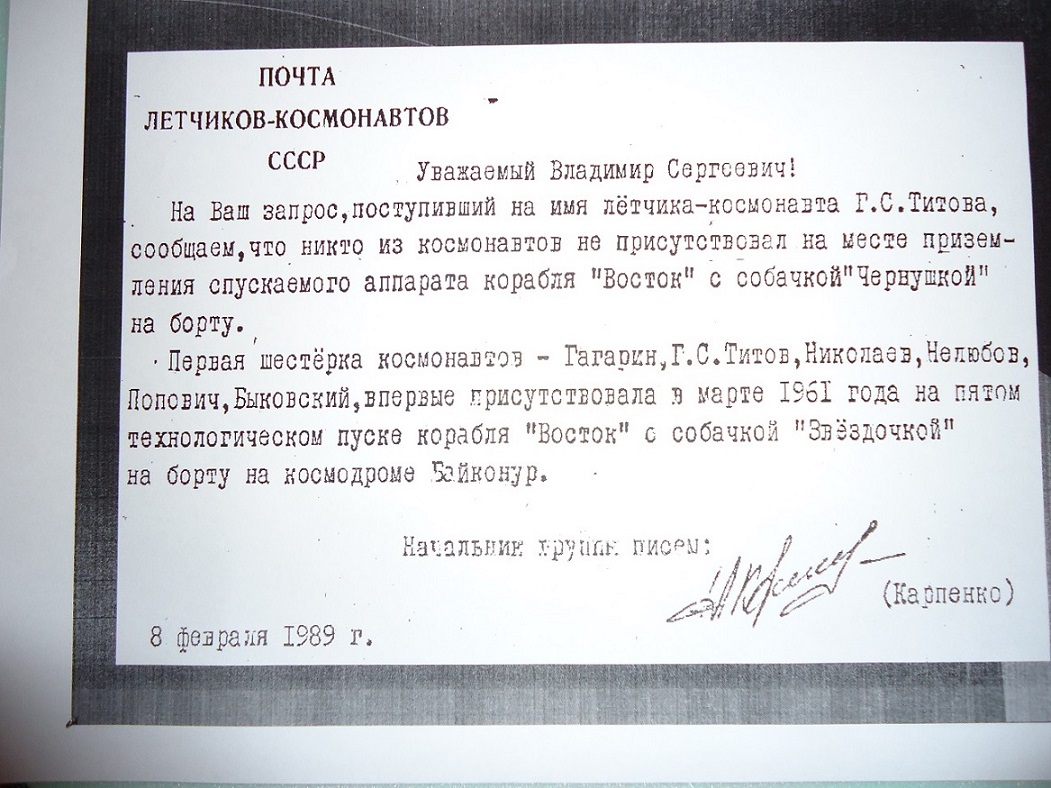 ПОЧТА
ЛЕТЧИКОВ-КОСМОНАВТОВ
СССР
Уважаемый Владимир Сергеевич!
На Ваш запрос,поступивший на имя лётчика-космонавта Г.С.Титова,
сообщаем,что никто из космонавтов не присутствовал на месте призем-
ления спускаемого аппарата корабля "Восток" с собачкой"Чернушкой"
на борту.
Первая шестёрка космонавтов - Гагарин,Г.С.Титов,Николаев,Нелюбов,
Попович,Быковский,впервые присутствовала в марте 1961 года на пятом
технологическом пуске корабля "Восток" с собачкой "Звёздочкой"
на борту на космодроме Байконур.
Начальник группы писем:
(Карпенко)
8 февраля 1989 г.